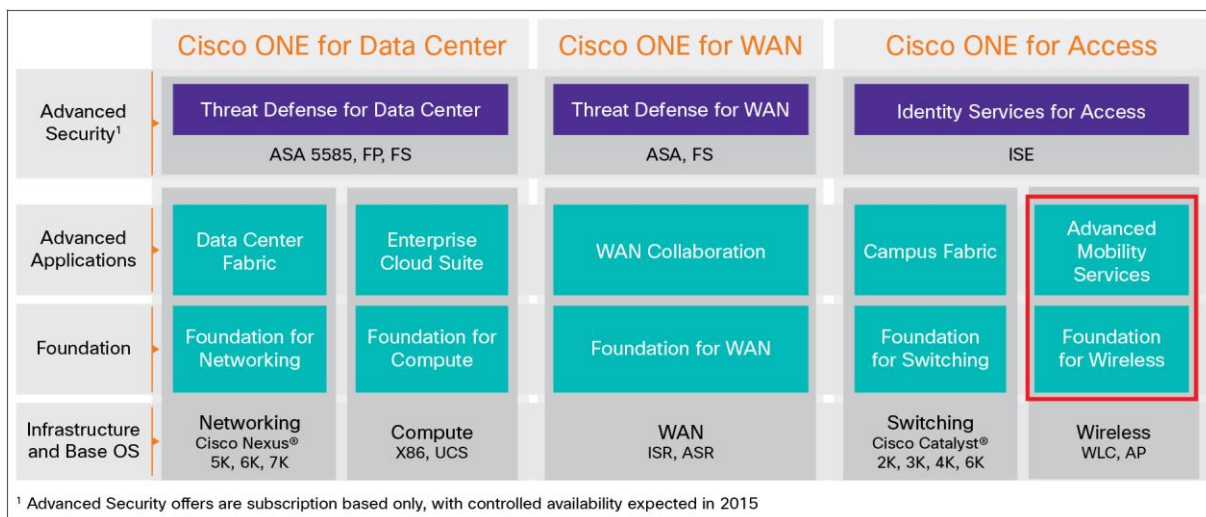 Cisco ONE for Data Center
Cisco ONE for WAN
Cisco ONE for Access
Advanced
Security¹
Threat Defense for Data Center
Threat Defense for WAN
Identity Services for Access
ASA 5585, FP, FS
ASA, FS
ISE
Advanced
Applications
Data Center
Fabric
Enterprise
Cloud Suite
WAN Collaboration
Campus Fabric
Advanced
Mobility
Services
Foundation
Foundation for
Networking
Foundation for
Compute
Foundation for WAN
Foundation
for Switching
Foundation
for Wireless
Infrastructure
and Base OS
Networking
Cisco Nexus®
5K, 6K, 7K
Compute
X86, UCS
WAN
ISR, ASR
Switching
Cisco Catalyst®
2K, 3K, 4K, 6K
Wireless
WLC, AP
¹ Advanced Security offers are subscription based only, with controlled availability expected in 2015